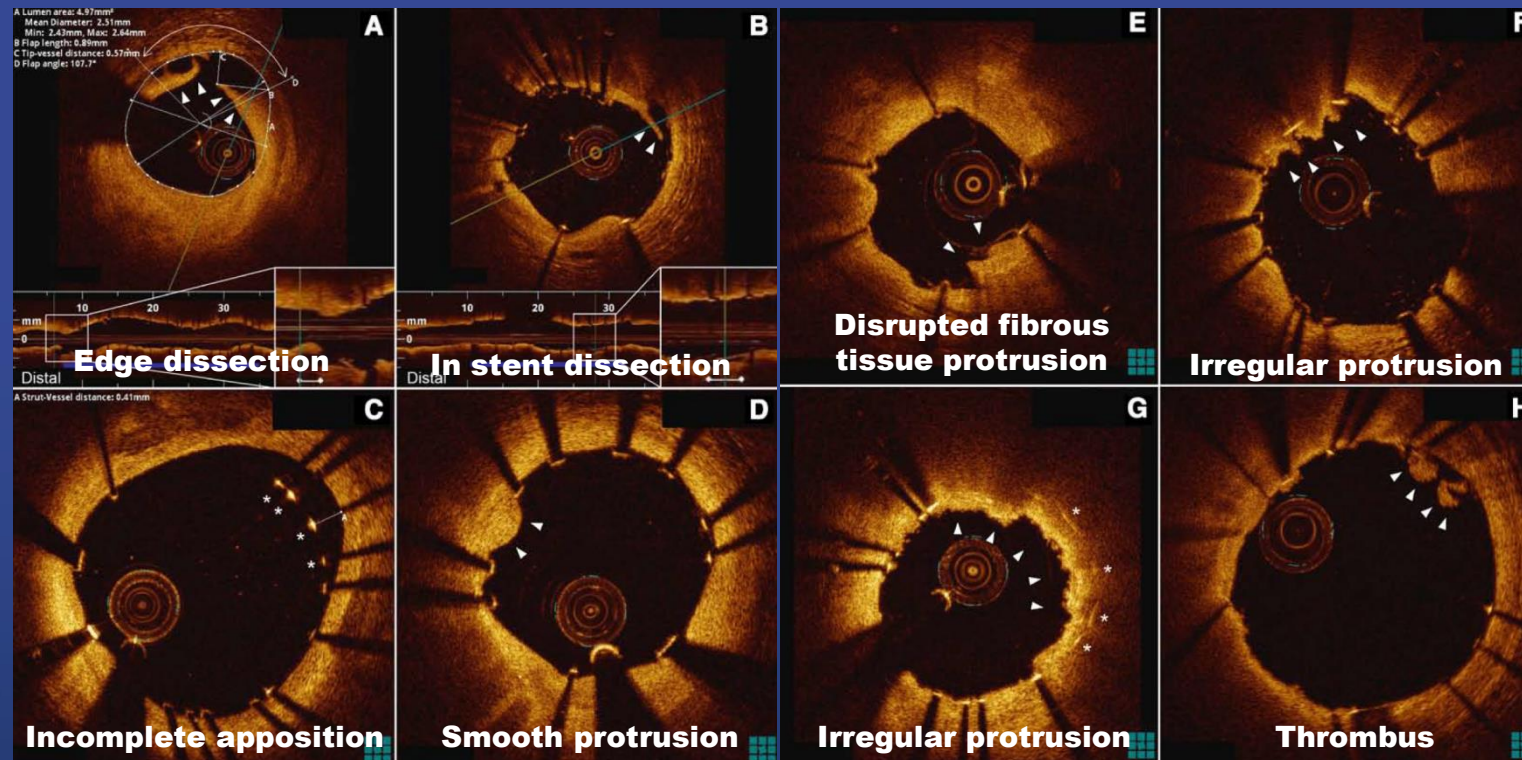 A Lumen area: 4.97mm²
Mean Diameter: 2.51mm
Min: 2.43mm, Max: 2.64mm
B Flap length: 0.89mm
C Tip-vessel distance: 0.57mm
D Flap angle: 107.7°
A
C
D
B
A
10
20
30
mm
0
Edge dissection
Distal
B
10
20
30
mm
0
In stent dissection
Distal
E
Disrupted fibrous
tissue protrusion
F
Irregular protrusion
A Strut-Vessel distance: 0.41mm
C
*
*
*
*
A
Incomplete apposition
D
Smooth protrusion
G
*
*
*
*
Irregular protrusion
H
Thrombus